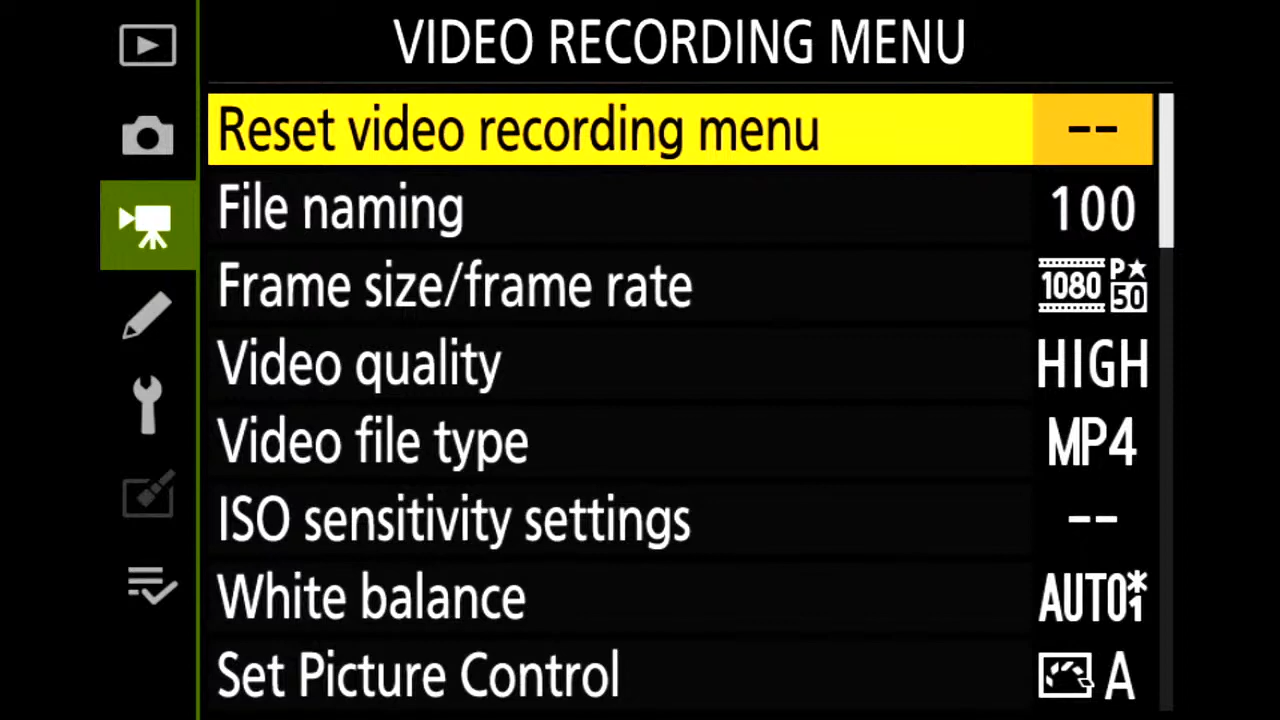 VIDEO RECORDING MENU
Reset video recording menu --
File naming 100
Frame size/frame rate 1080 P★ 50
Video quality HIGH
Video file type MP4
ISO sensitivity settings --
White balance AUTO*1
Set Picture Control A